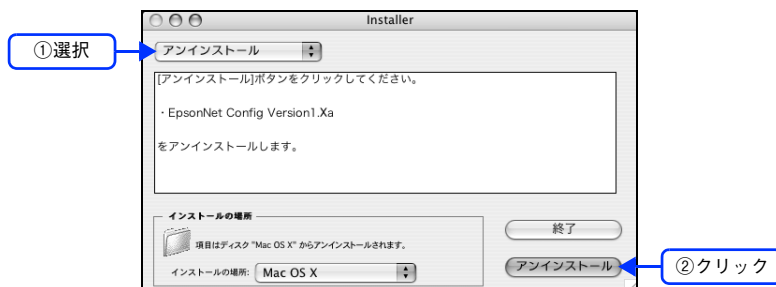 Installer
①選択
アンインストール
[アンインストール]ボタンをクリックしてください。
・EpsonNet Config Version1.Xa
をアンインストールします。
インストールの場所
項目はディスク "Mac OS X" からアンインストールされます。
インストールの場所: Mac OS X
終了
アンインストール
②クリック